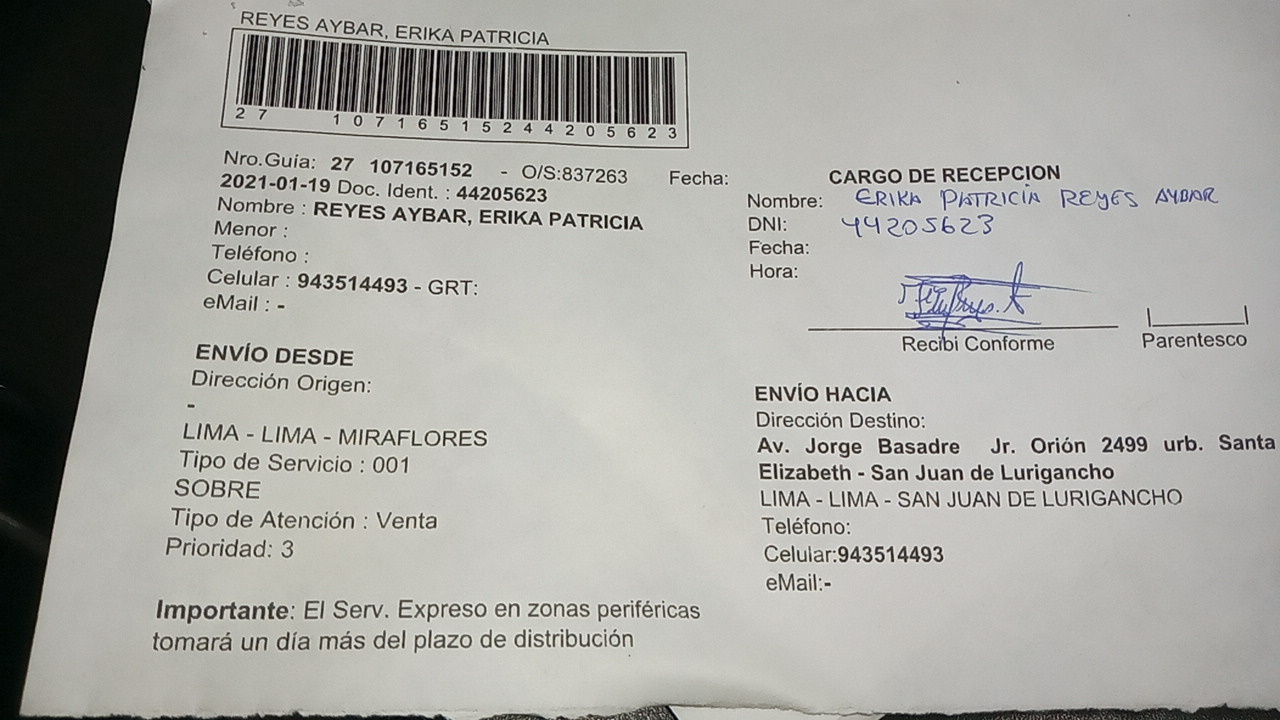 REYES AYBAR, ERIKA PATRICIA
27 10716515244205623
Nro.Guía: 27 107165152 - O/S:837263 Fecha:
2021-01-19 Doc. Ident. : 44205623
Nombre : REYES AYBAR, ERIKA PATRICIA
Menor :
Teléfono :
Celular : 943514493 - GRT:
eMail : -
CARGO DE RECEPCION
Nombre: ERIKA PATRICIA REYES AYBAR
DNI: 44205623
Fecha:
Hora:
Recibi Conforme
Parentesco
ENVÍO DESDE
Dirección Origen:
-
LIMA - LIMA - MIRAFLORES
Tipo de Servicio : 001
SOBRE
Tipo de Atención : Venta
Prioridad: 3
ENVÍO HACIA
Dirección Destino:
Av. Jorge Basadre Jr. Orión 2499 urb. Santa
Elizabeth - San Juan de Lurigancho
LIMA - LIMA - SAN JUAN DE LURIGANCHO
Teléfono:
Celular:943514493
eMail:-
Importante: El Serv. Expreso en zonas periféricas
tomará un día más del plazo de distribución